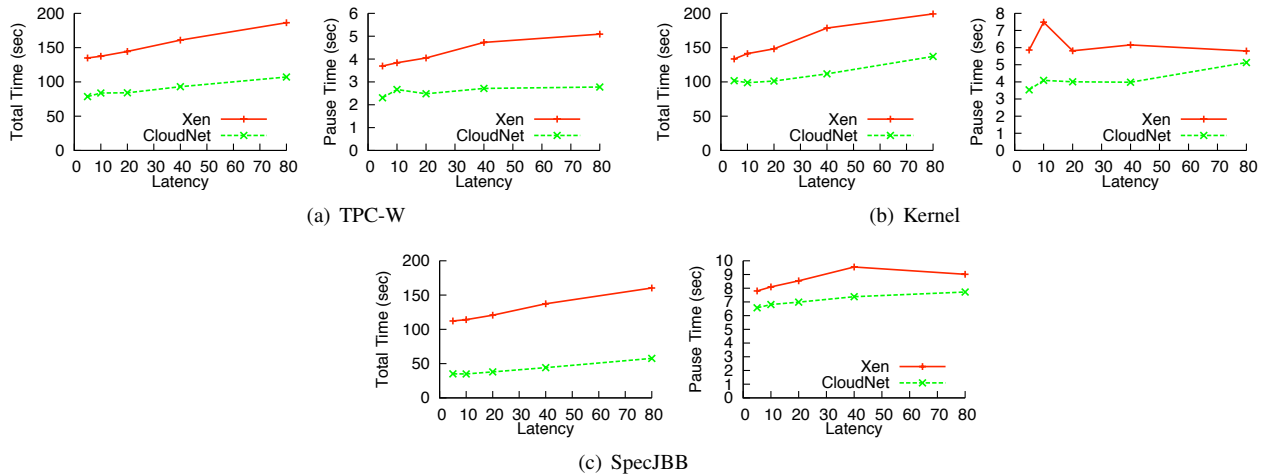 Total Time (sec)
200
150
100
50
0
Xen
CloudNet
0 10 20 30 40 50 60 70 80
Latency
Pause Time (sec)
6
5
4
3
2
1
0
Xen
CloudNet
0 10 20 30 40 50 60 70 80
Latency
(a) TPC-W
Total Time (sec)
200
150
100
50
0
Xen
CloudNet
0 10 20 30 40 50 60 70 80
Latency
Pause Time (sec)
8
7
6
5
4
3
2
1
0
Xen
CloudNet
0 10 20 30 40 50 60 70 80
Latency
(b) Kernel
Total Time (sec)
200
150
100
50
0
0 10 20 30 40 50 60 70 80
Latency
Pause Time (sec)
10
9
8
7
6
5
4
3
2
1
0
Xen
CloudNet
0 10 20 30 40 50 60 70 80
Latency
(c) SpecJBB